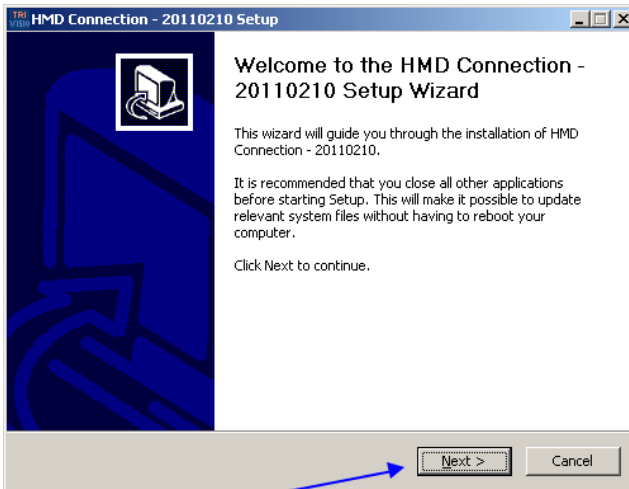 TRI
VISIO HMD Connection - 20110210 Setup
Welcome to the HMD Connection -
20110210 Setup Wizard
This wizard will guide you through the installation of HMD
Connection - 20110210.
It is recommended that you close all other applications
before starting Setup. This will make it possible to update
relevant system files without having to reboot your
computer.
Click Next to continue.
Next >
Cancel